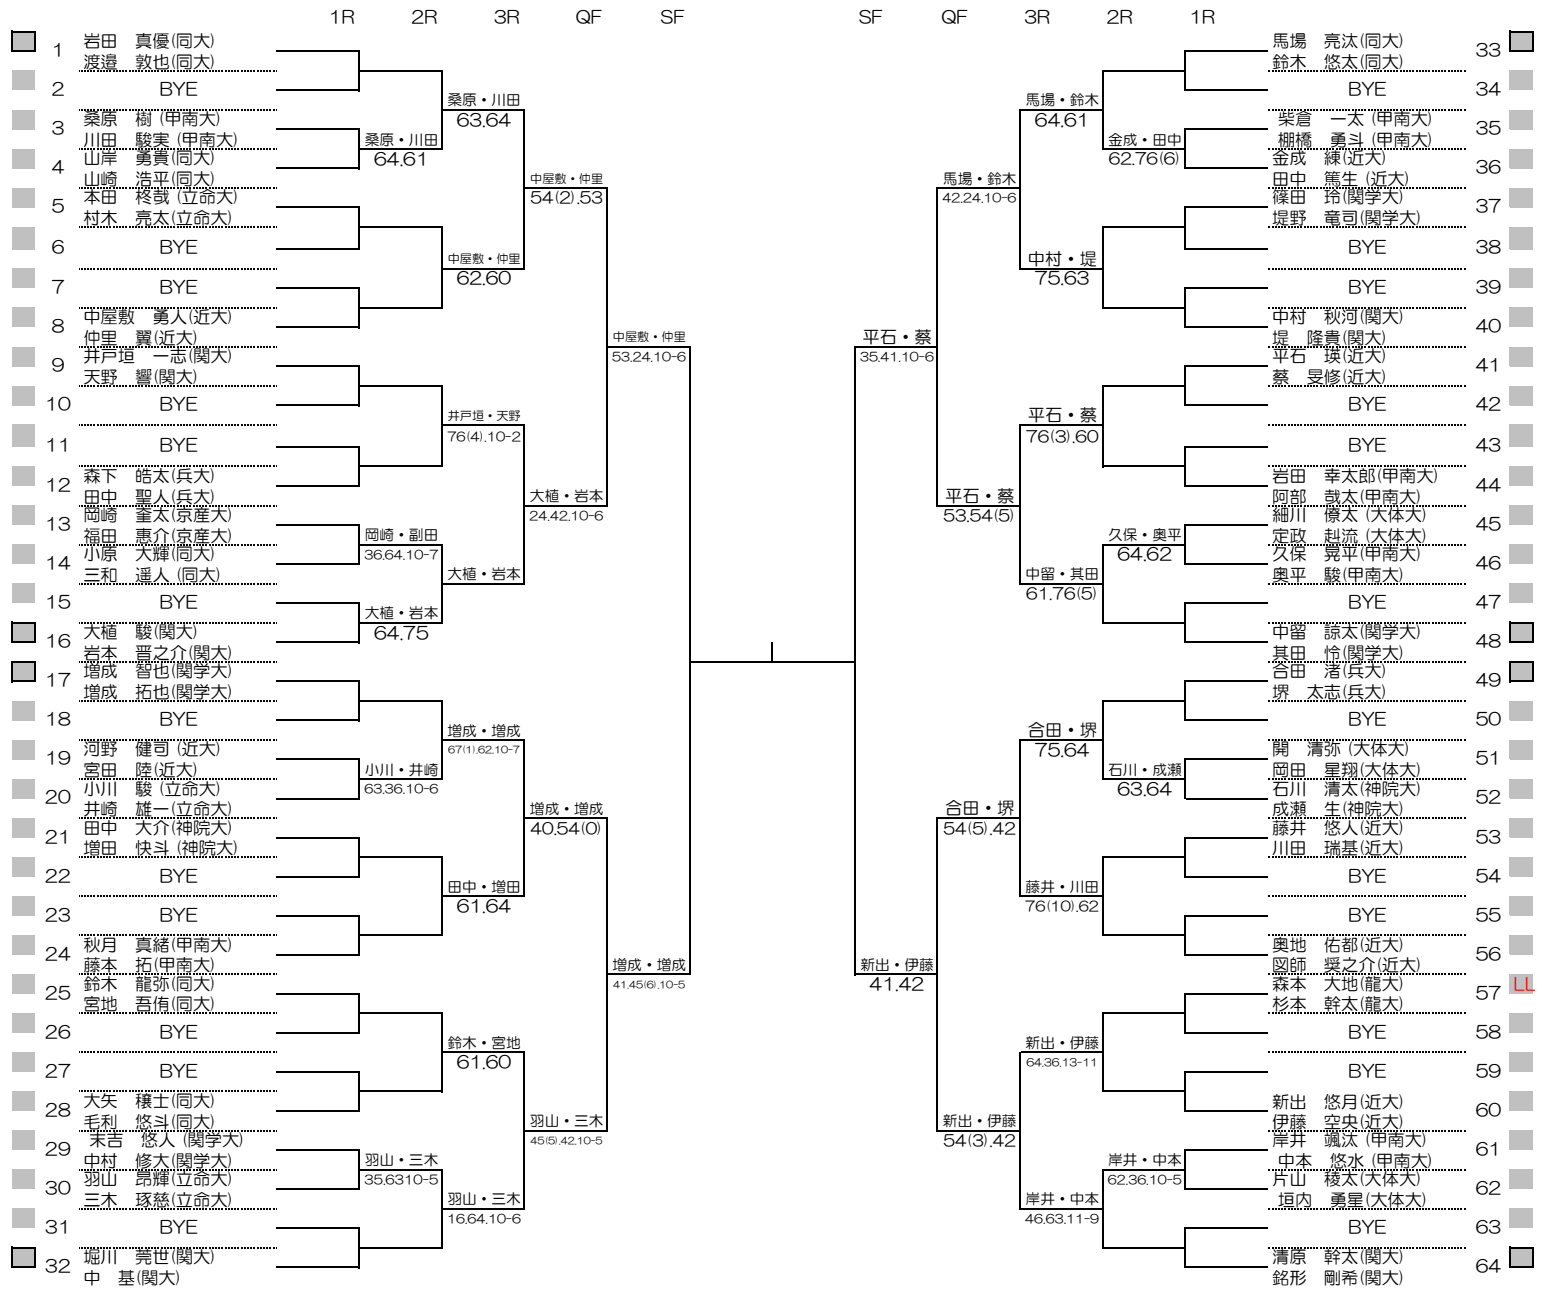 1R 2R 3R QF SF SF QF 3R 2R 1R
1 岩田 真優(同大)
渡邉 敦也(同大)
2 BYE
3 桑原 樹 (甲南大)
川田 駿実 (甲南大)
4 山岸 勇貴(同大)
山崎 浩平(同大)
5 本田 柊哉 (立命大)
村木 亮太(立命大)
6 BYE
7 BYE
8 中屋敷 勇人(近大)
仲里 翼(近大)
9 井戸垣 一志(関大)
天野 響(関大)
10 BYE
11 BYE
12 森下 皓太(兵大)
田中 聖人(兵大)
13 岡崎 奎太(京産大)
福田 惠介(京産大)
14 小原 大輝(同大)
三和 遥人 (同大)
15 BYE
16 大植 駿(関大)
岩本 晋之介(関大)
17 増成 智也(関学大)
増成 拓也(関学大)
18 BYE
19 河野 健司 (近大)
宮田 陸(近大)
20 小川 駿 (立命大)
井崎 雄一(立命大)
21 田中 大介(神院大)
増田 快斗 (神院大)
22 BYE
23 BYE
24 秋月 真緒(甲南大)
藤本 拓(甲南大)
25 鈴木 龍弥(同大)
宮地 吾侑(同大)
26 BYE
27 BYE
28 大矢 穣士(同大)
毛利 悠斗(同大)
29 末吉 悠人 (関学大)
中村 修大(関学大)
30 羽山 昂輝(立命大)
三木 琢慈(立命大)
31 BYE
32 堀川 莞世(関大)
中 基(関大)
桑原・川田
64.61
岡崎・副田
36,64,10-7
大植・岩本
64.75
小川・井崎
63,36,10-6
羽山・三木
35,6310-5
桑原・川田
63.64
中屋敷・仲里
62.60
井戸垣・天野
76(4),10-2
大植・岩本
増成・増成
67(1),62,10-7
田中・増田
61.64
鈴木・宮地
61.60
羽山・三木
16,64,10-6
中屋敷・仲里
54(2),53
大植・岩本
24,42,10-6
増成・増成
40,54(0)
羽山・三木
45(5),42,10-5
中屋敷・仲里
53,24,10-6
増成・増成
41,45(6),10-5
平石・蔡
35,41,10-6
新出・伊藤
41.42
馬場・鈴木
42,24,10-6
平石・蔡
53,54(5)
合田・堺
54(5),42
新出・伊藤
54(3),42
馬場・鈴木
64.61
中村・堤
75.63
平石・蔡
76(3),60
中留・其田
61,76(5)
合田・堺
75.64
藤井・川田
76(10),62
新出・伊藤
64,36,13-11
岸井・中本
46,63,11-9
金成・田中
62,76(6)
久保・奥平
64.62
石川・成瀬
63.64
岸井・中本
62,36,10-5
馬場 亮汰(同大) 33
鈴木 悠太(同大)
BYE 34
柴倉 一太 (甲南大) 35
棚橋 勇斗 (甲南大)
金成 練(近大) 36
田中 篤生 (近大)
篠田 玲(関学大) 37
堤野 竜司(関学大)
BYE 38
BYE 39
中村 秋河(関大) 40
堤 隆貴(関大)
平石 瑛(近大) 41
蔡 旻修(近大)
BYE 42
BYE 43
岩田 幸太郎(甲南大) 44
阿部 哉太(甲南大)
細川 僚太 (大体大) 45
定政 赳流 (大体大)
久保 晃平(甲南大) 46
奥平 駿(甲南大)
BYE 47
中留 諒太(関学大) 48
其田 怜(関学大)
合田 渚(兵大) 49
堺 太志(兵大)
BYE 50
開 清弥 (大体大) 51
岡田 星翔(大体大)
石川 清太(神院大) 52
成瀬 生(神院大)
藤井 悠人(近大) 53
川田 瑞基(近大)
BYE 54
BYE 55
奥地 佑都(近大) 56
図師 奨之介(近大)
森本 大地(龍大) 57 LL
杉本 幹太(龍大)
BYE 58
BYE 59
新出 悠月(近大) 60
伊藤 空央(近大)
岸井 颯汰 (甲南大) 61
中本 悠水 (甲南大)
片山 稜太(大体大) 62
垣内 勇星(大体大)
BYE 63
清原 幹太(関大) 64
銘形 剛希(関大)